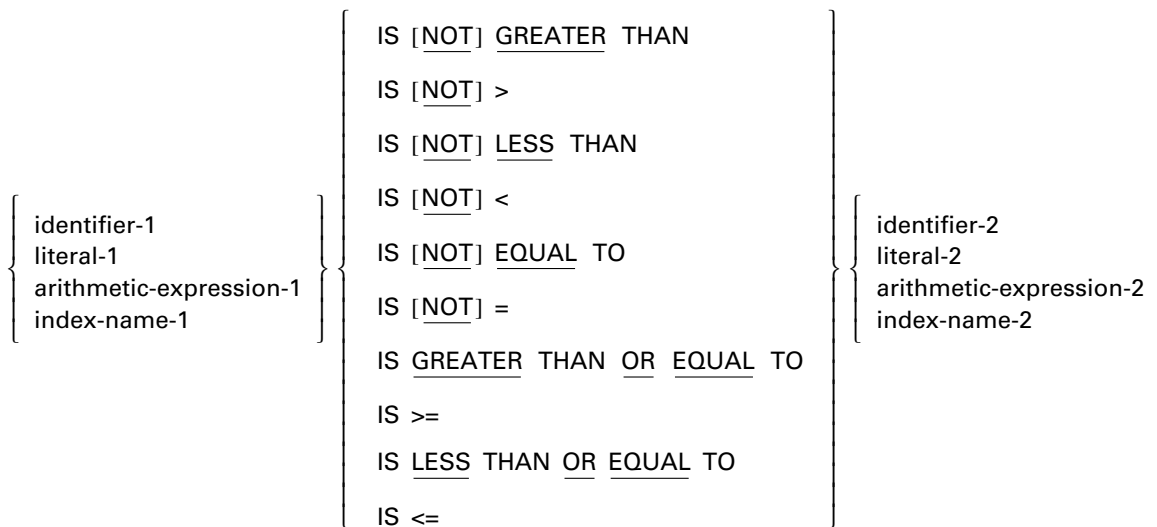 identifier-1
literal-1
arithmetic-expression-1
index-name-1
IS [NOT] GREATER THAN
IS [NOT] >
IS [NOT] LESS THAN
IS [NOT] <
IS [NOT] EQUAL TO
IS [NOT] =
IS GREATER THAN OR EQUAL TO
IS >=
IS LESS THAN OR EQUAL TO
IS <=
identifier-2
literal-2
arithmetic-expression-2
index-name-2